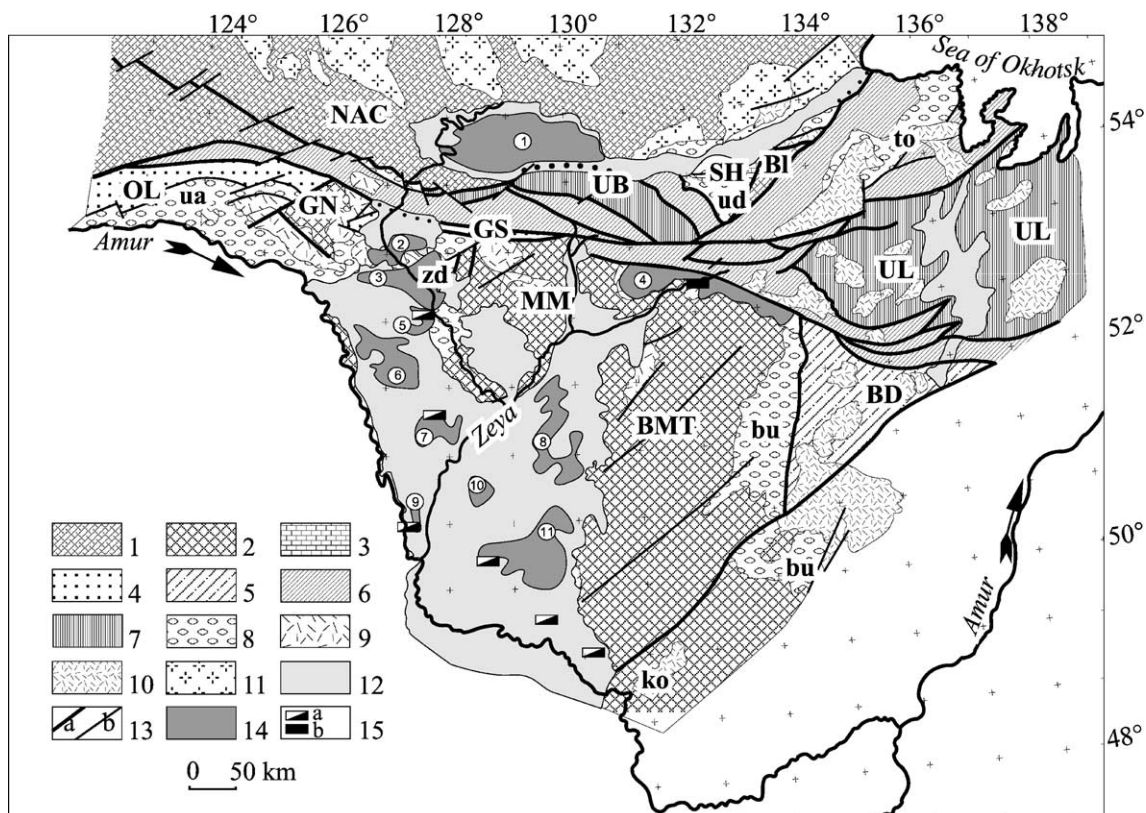 124° 126° 128° 130° 132° 134° 136° 138°
Sea of Okhotsk
54°
NAC
1
to
SH
BI
UB
ud
OL
ua
GN
Amur
GS
2
UL
UL
zd
3
4
MM
5
52°
6
BD
Zeya
BMT
bu
7
8
10
9
11
50°
bu
Amur
ko
48°
1 2 3
4 5 6
7 8 9
10 11 12
a b 13 14 a b 15
0 50 km